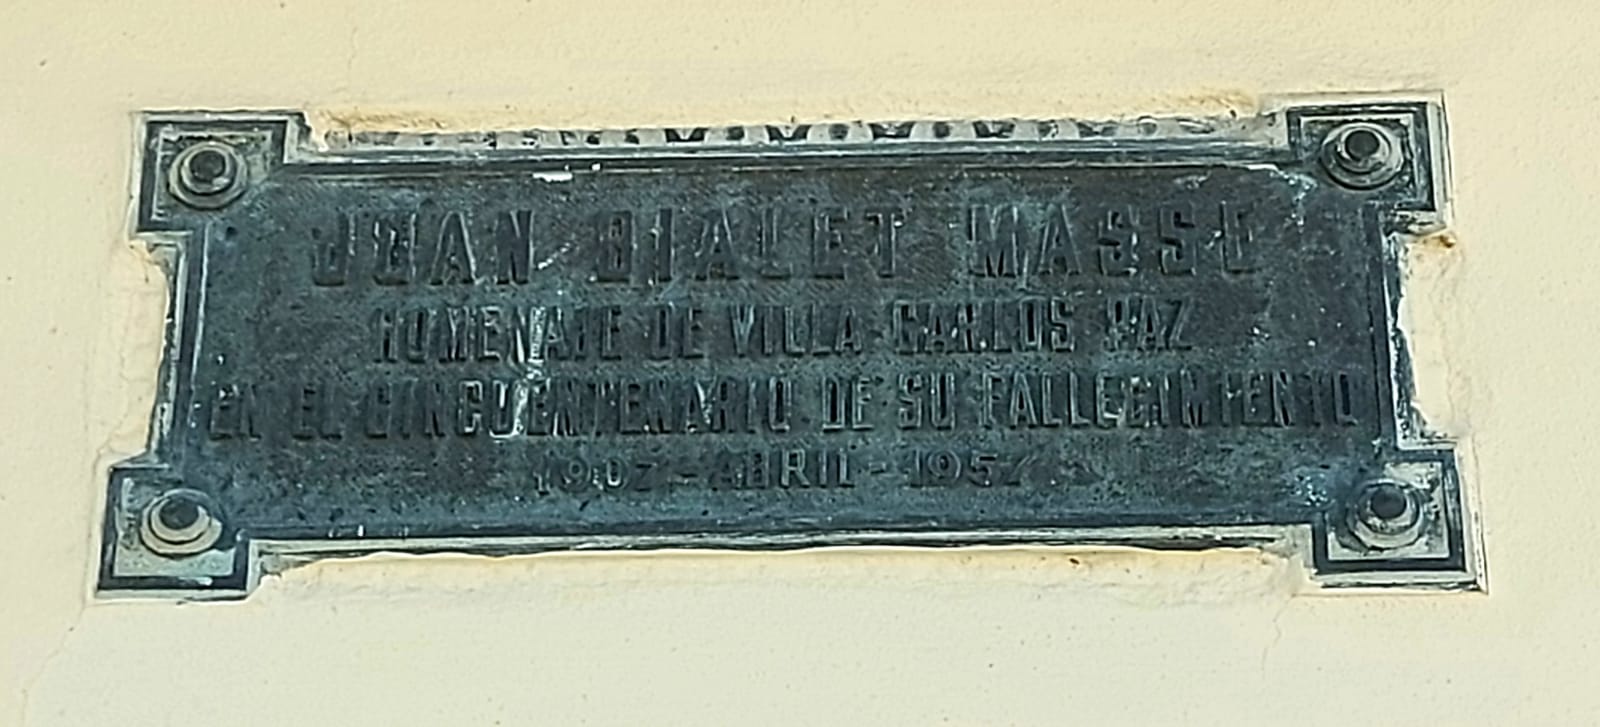 JUAN BIALET MASSE
HOMENAJE DE VILLA CARLOS PAZ
EN EL CINCUENTENARIO DE SU FALLECIMIENTO
1907 - ABRIL - 1957